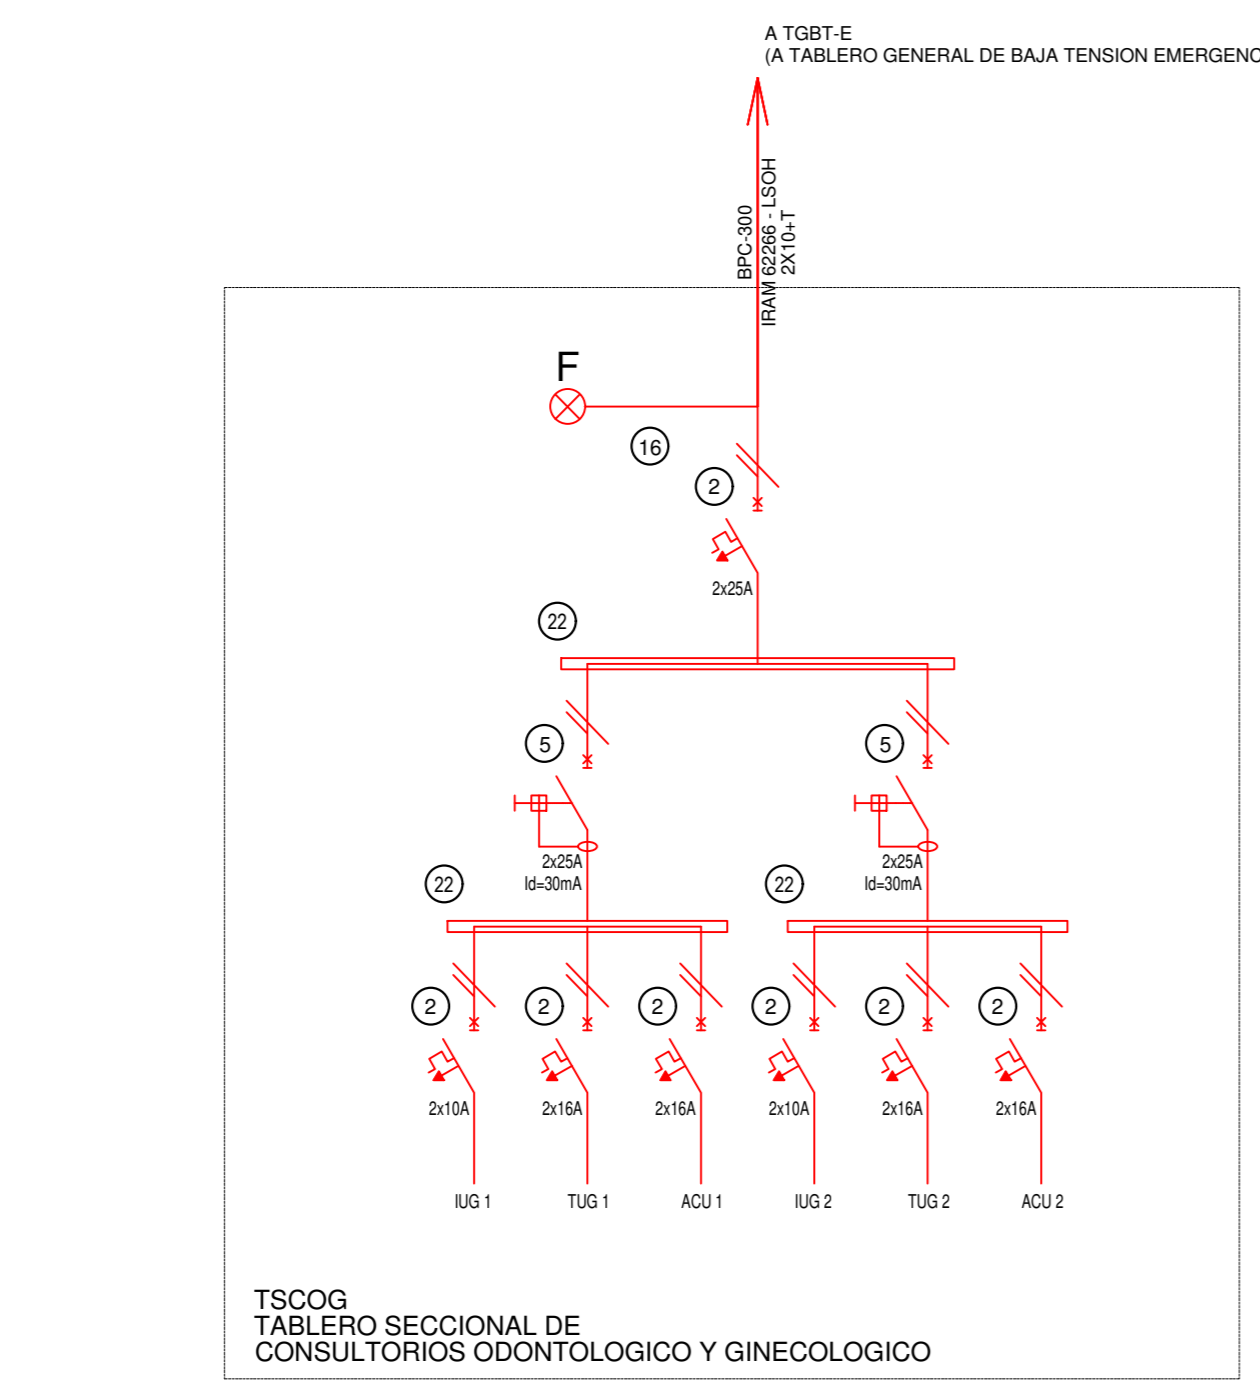 A TGBT-E
(A TABLERO GENERAL DE BAJA TENSION EMERGENC
BPC-300
IRAM 62266 - LSOH
2X10+T
F
16
2
2x25A
22
5
5
2x25A
Id=30mA
2x25A
Id=30mA
22
22
2
2
2
2
2
2
2x10A
2x16A
2x16A
2x10A
2x16A
2x16A
IUG 1
TUG 1
ACU 1
IUG 2
TUG 2
ACU 2
TSCOG
TABLERO SECCIONAL DE
CONSULTORIOS ODONTOLOGICO Y GINECOLOGICO